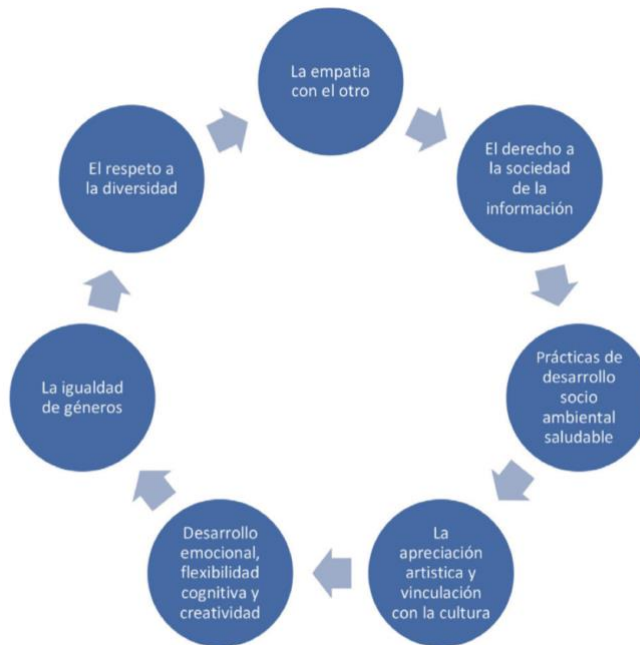 La empatia
con el otro
El derecho a
la sociedad
de la
información
Prácticas de
desarrollo
socio
ambiental
saludable
La
apreciación
artistica y
vinculación
con la cultura
Desarrollo
emocional,
flexibilidad
cognitiva y
creatividad
La igualdad
de géneros
El respeto a
la diversidad